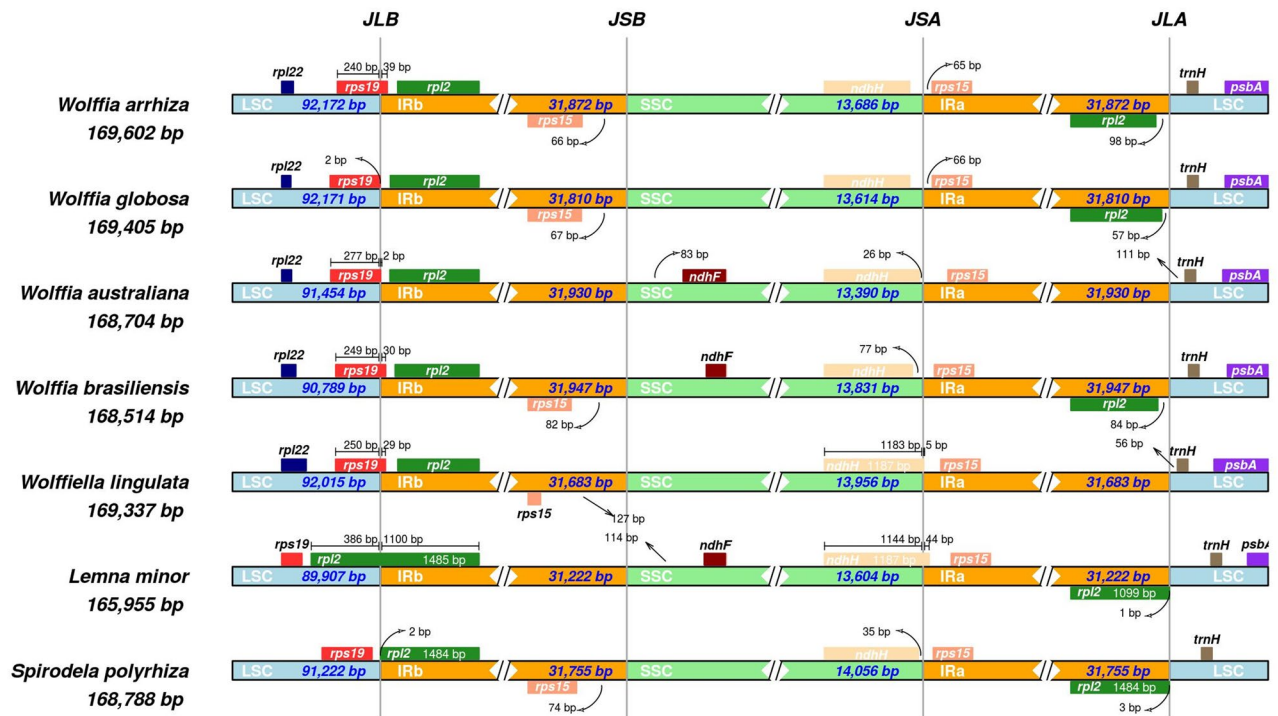 JLB JSB JSA JLA
240 bp 39 bp 65 bp
rpl22 rps19 rpl2 ndhH rps15 trnH psbA
Wolffia arrhiza LSC 92,172 bp IRb 31,872 bp SSC 13,686 bp IRa 31,872 bp LSC
169,602 bp rps15 66 bp rpl2 98 bp
2 bp 66 bp
rpl22 rps19 rpl2 ndhH rps15 trnH psbA
Wolffia globosa LSC 92,171 bp IRb 31,810 bp SSC 13,614 bp IRa 31,810 bp LSC
169,405 bp rps15 67 bp rpl2 57 bp
277 bp 2 bp 83 bp 26 bp 111 bp
rpl22 rps19 rpl2 ndhF ndhH rps15 trnH psbA
Wolffia australiana LSC 91,454 bp IRb 31,930 bp SSC 13,390 bp IRa 31,930 bp LSC
168,704 bp
249 bp 30 bp 77 bp
rpl22 rps19 rpl2 ndhF ndhH rps15 trnH psbA
Wolffia brasiliensis LSC 90,789 bp IRb 31,947 bp SSC 13,831 bp IRa 31,947 bp LSC
168,514 bp rps15 82 bp rpl2 84 bp
250 bp 29 bp 1183 bp 5 bp 56 bp
rpl22 rps19 rpl2 ndhH 1187 bp rps15 trnH psbA
Wolffiella lingulata LSC 92,015 bp IRb 31,683 bp SSC 13,956 bp IRa 31,683 bp LSC
169,337 bp rps15 127 bp
386 bp 1100 bp 114 bp 1144 bp 44 bp
rps19 rpl2 1485 bp ndhF ndhH 1187 bp rps15 trnH psbA
Lemna minor LSC 89,907 bp IRb 31,222 bp SSC 13,604 bp IRa 31,222 bp LSC
165,955 bp rpl2 1099 bp 1 bp
2 bp 35 bp
rps19 rpl2 1484 bp ndhH rps15 trnH
Spirodela polyrhiza LSC 91,222 bp IRb 31,755 bp SSC 14,056 bp IRa 31,755 bp LSC
168,788 bp rps15 74 bp rpl2 1484 bp 3 bp